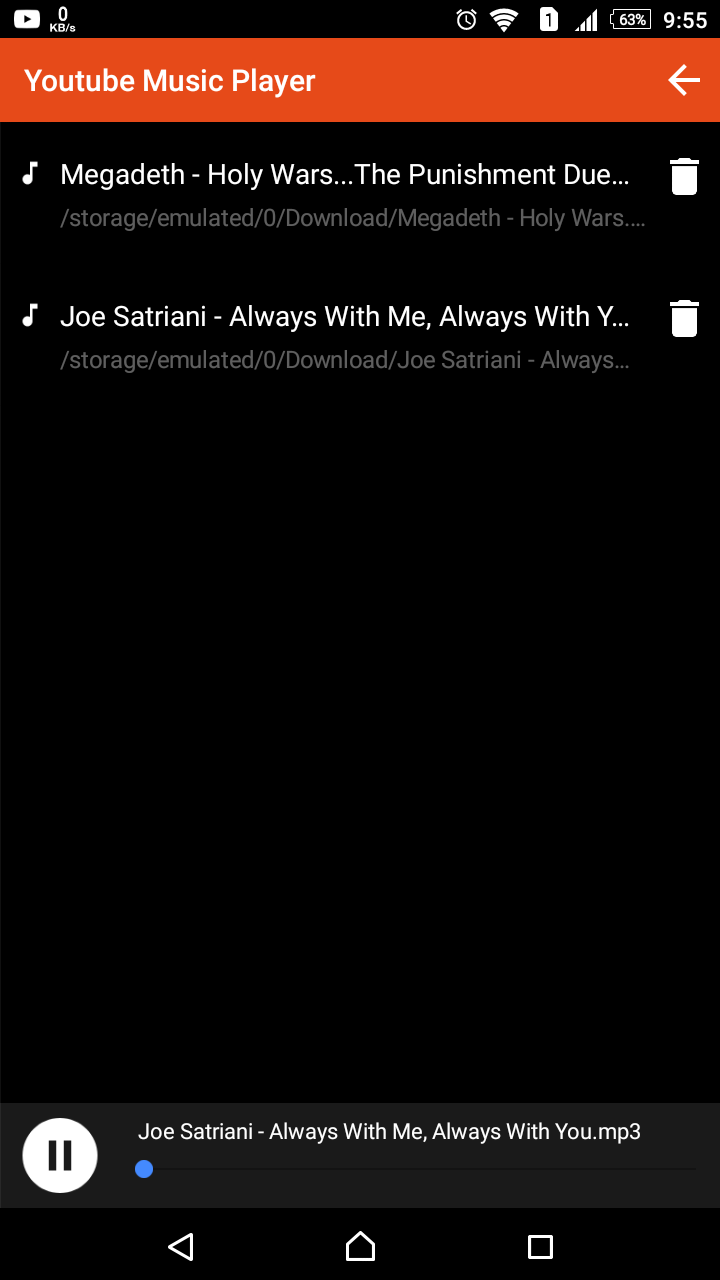 0
KB/s
1
63%
9:55
Youtube Music Player
Megadeth - Holy Wars...The Punishment Due...
/storage/emulated/0/Download/Megadeth - Holy Wars....
Joe Satriani - Always With Me, Always With Y...
/storage/emulated/0/Download/Joe Satriani - Always...
Joe Satriani - Always With Me, Always With You.mp3